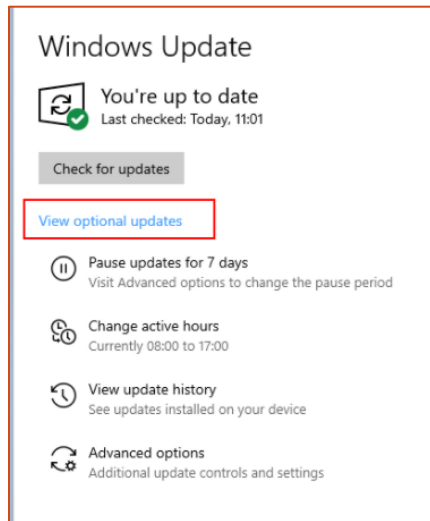 Windows Update
You're up to date
Last checked: Today, 11:01
Check for updates
View optional updates
Pause updates for 7 days
Visit Advanced options to change the pause period
Change active hours
Currently 08:00 to 17:00
View update history
See updates installed on your device
Advanced options
Additional update controls and settings